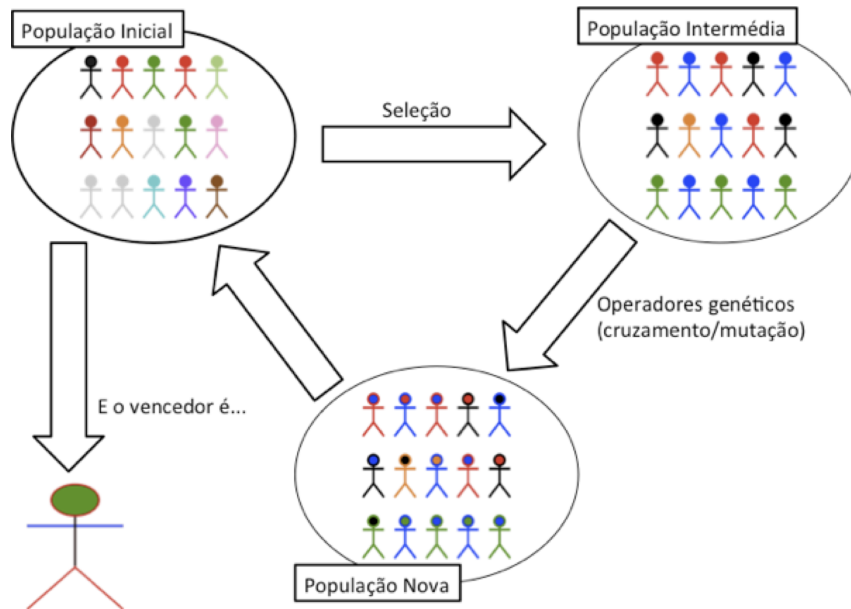 População Inicial
População Intermédia
Seleção
Operadores genéticos
(cruzamento/mutação)
E o vencedor é...
População Nova